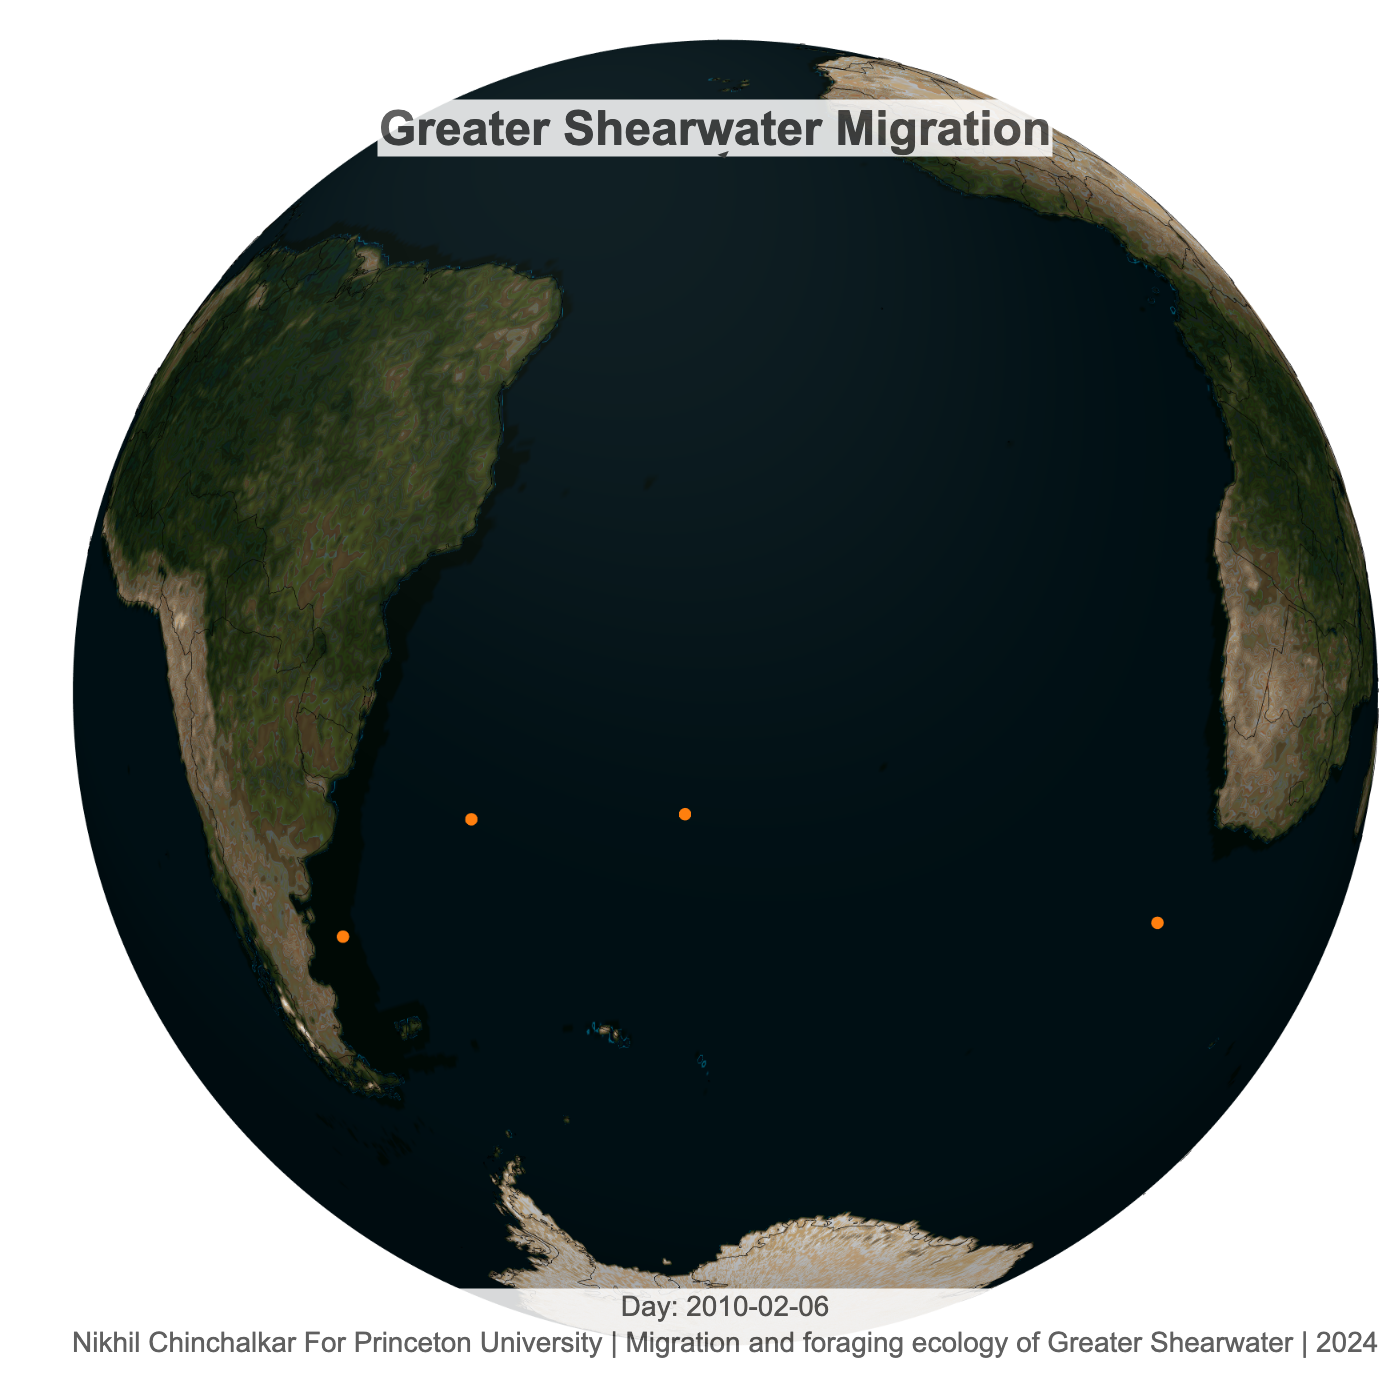 Greater Shearwater Migration
Day: 2010-02-06
Nikhil Chinchalkar For Princeton University | Migration and foraging ecology of Greater Shearwater | 2024